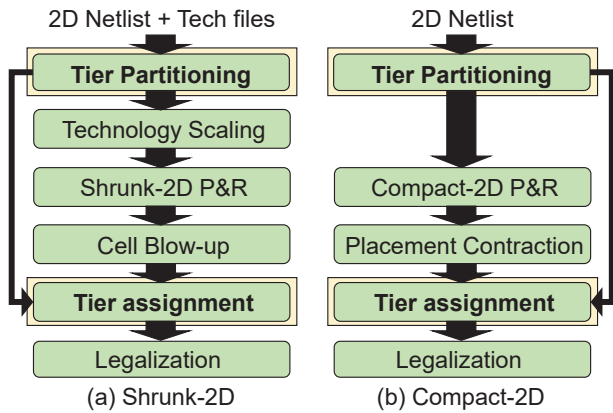 2D Netlist + Tech files
Tier Partitioning
Technology Scaling
Shrunk-2D P&R
Cell Blow-up
Tier assignment
Legalization
(a) Shrunk-2D
2D Netlist
Tier Partitioning
Compact-2D P&R
Placement Contraction
Tier assignment
Legalization
(b) Compact-2D